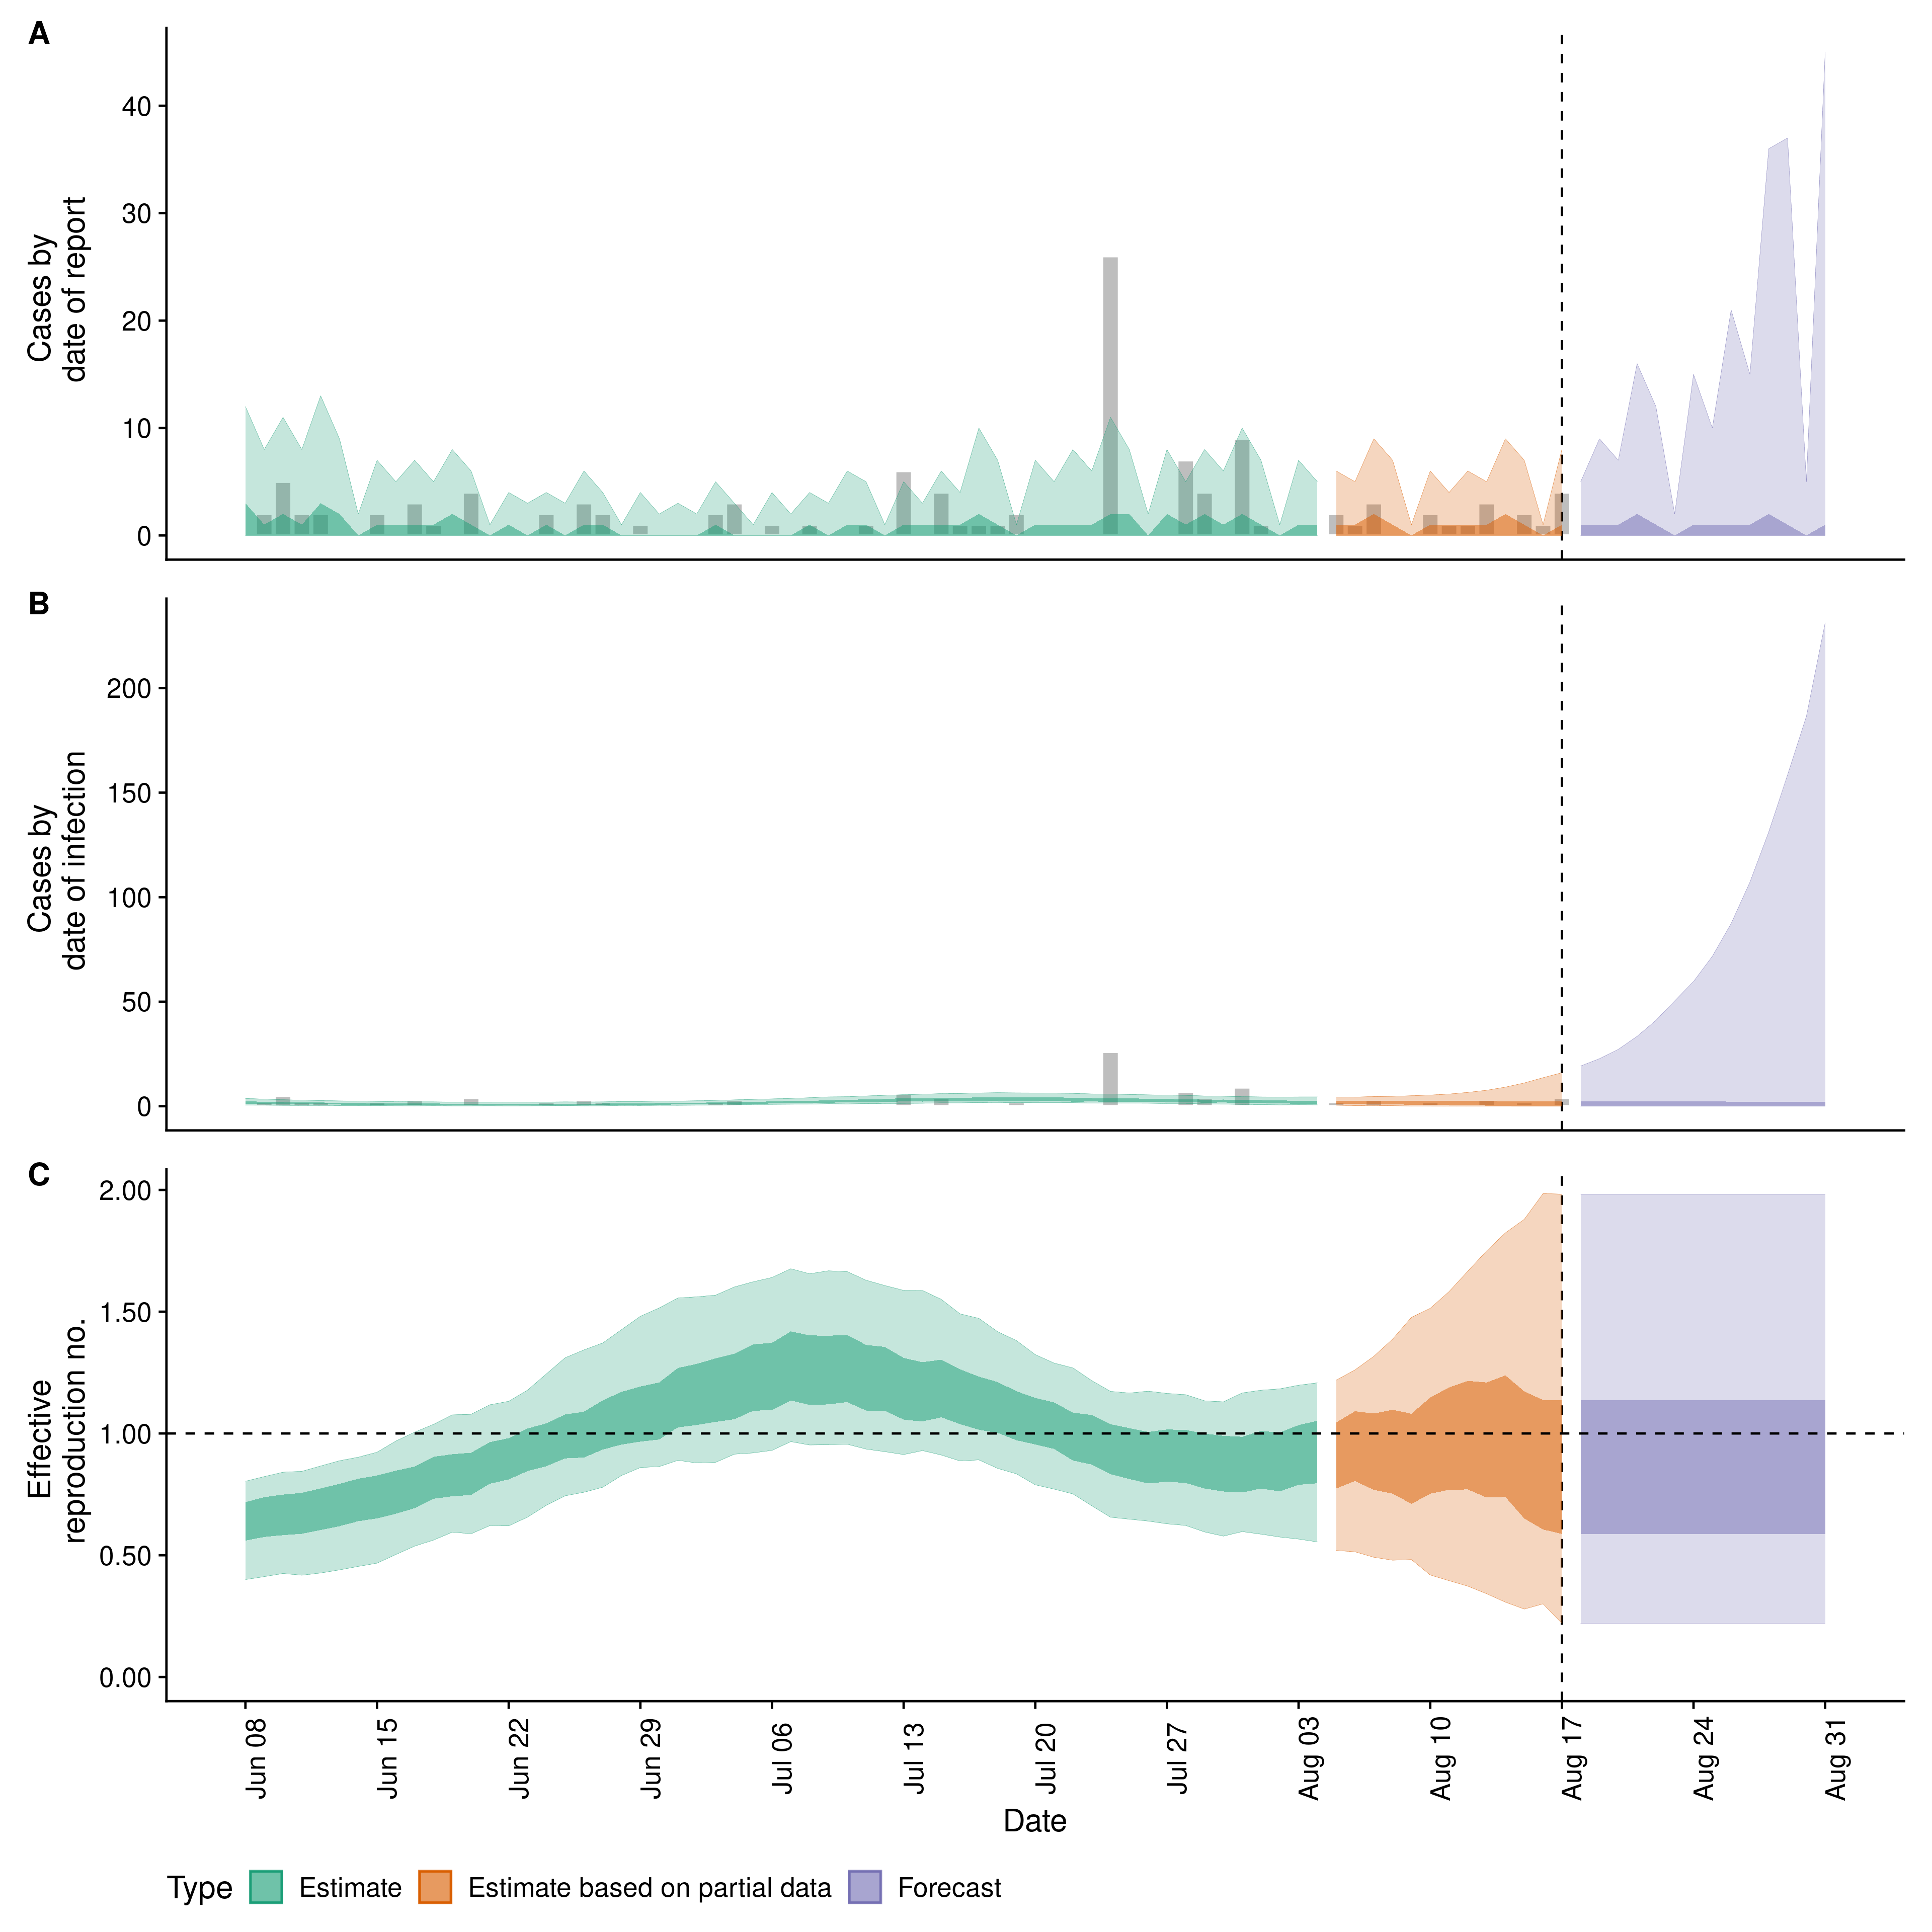 A
Cases by
date of report
40
30
20
10
0
B
Cases by
date of infection
200
150
100
50
0
C
Effective
reproduction no.
2.00
1.50
1.00
0.50
0.00
Jun 08
Jun 15
Jun 22
Jun 29
Jul 06
Jul 13
Jul 20
Jul 27
Aug 03
Aug 10
Aug 17
Aug 24
Aug 31
Date
Type Estimate Estimate based on partial data Forecast